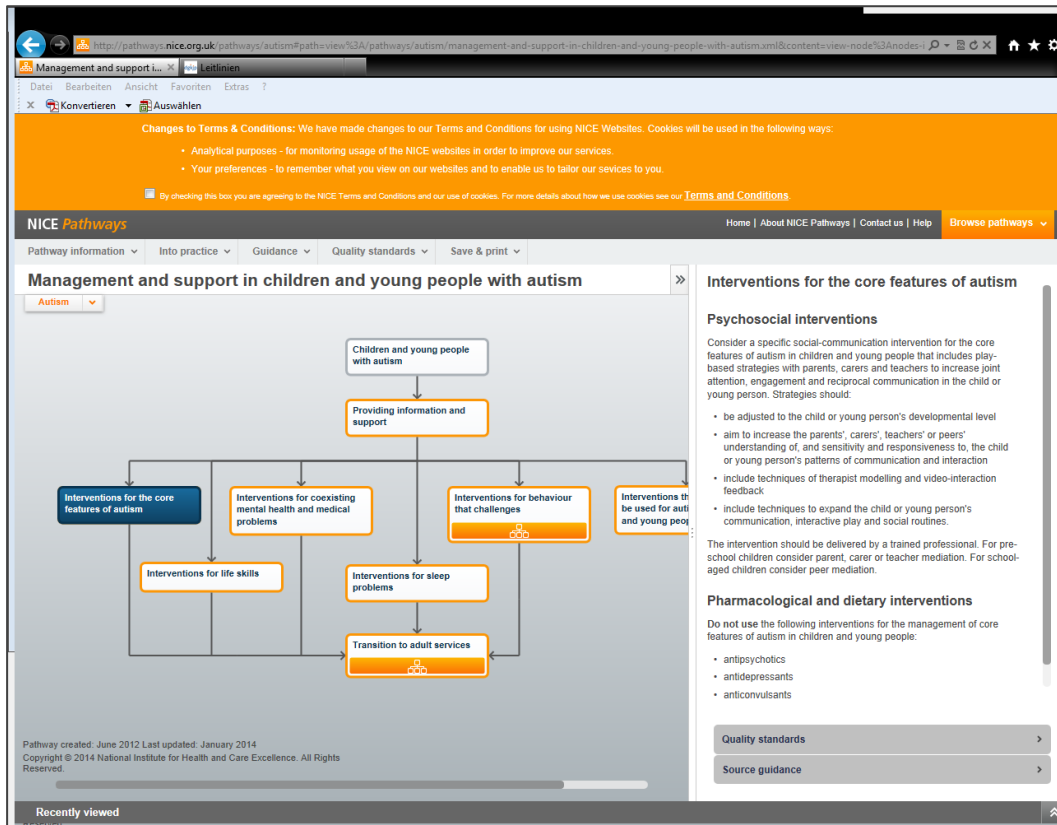 http://pathways.nice.org.uk/pathways/autism#path=view%3A/pathways/autism/management-and-support-in-children-and-young-people-with-autism.xml&content=view-node%3Anodes-i
Management and support i...
Leitlinien
Datei Bearbeiten Ansicht Favoriten Extras ?
Konvertieren Auswählen
Changes to Terms & Conditions: We have made changes to our Terms and Conditions for using NICE Websites. Cookies will be used in the following ways:
• Analytical purposes - for monitoring usage of the NICE websites in order to improve our services.
• Your preferences - to remember what you view on our websites and to enable us to tailor our sevices to you.
By checking this box you are agreeing to the NICE Terms and Conditions and our use of cookies. For more details about how we use cookies see our Terms and Conditions.
NICE Pathways
Home | About NICE Pathways | Contact us | Help
Browse pathways
Pathway information Into practice Guidance Quality standards Save & print
Management and support in children and young people with autism
Autism
Children and young people
with autism
Providing information and
support
Interventions for the core
features of autism
Interventions for coexisting
mental health and medical
problems
Interventions for behaviour
that challenges
Interventions th
be used for auti
and young peop
Interventions for life skills
Interventions for sleep
problems
Transition to adult services
Pathway created: June 2012 Last updated: January 2014
Copyright © 2014 National Institute for Health and Care Excellence. All Rights
Reserved.
Interventions for the core features of autism
Psychosocial interventions
Consider a specific social-communication intervention for the core
features of autism in children and young people that includes play-
based strategies with parents, carers and teachers to increase joint
attention, engagement and reciprocal communication in the child or
young person. Strategies should:
• be adjusted to the child or young person's developmental level
• aim to increase the parents', carers', teachers' or peers'
understanding of, and sensitivity and responsiveness to, the child
or young person's patterns of communication and interaction
• include techniques of therapist modelling and video-interaction
feedback
• include techniques to expand the child or young person's
communication, interactive play and social routines.
The intervention should be delivered by a trained professional. For pre-
school children consider parent, carer or teacher mediation. For school-
aged children consider peer mediation.
Pharmacological and dietary interventions
Do not use the following interventions for the management of core
features of autism in children and young people:
• antipsychotics
• antidepressants
• anticonvulsants
Quality standards
Source guidance
Recently viewed